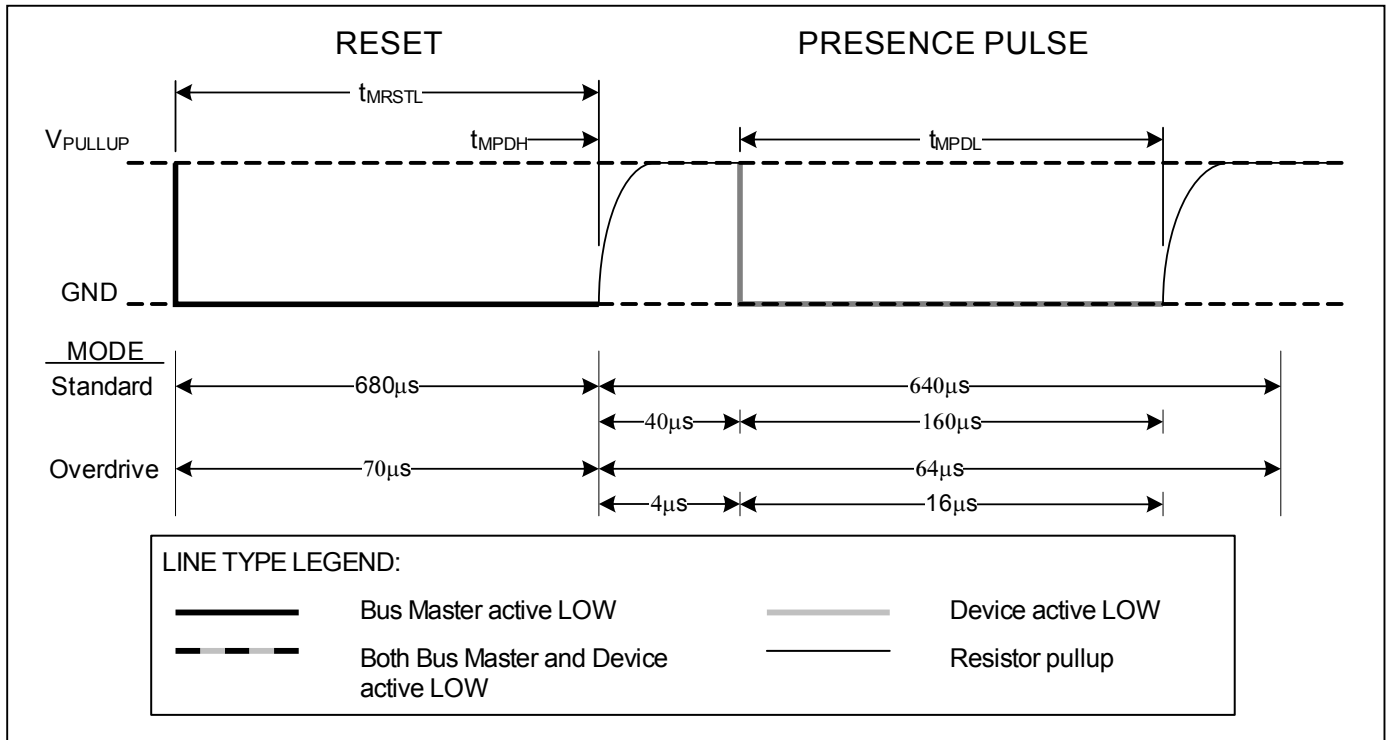 RESET PRESENCE PULSE
tMRSTL
VPULLUP tMPDH tMPDL
GND
MODE
Standard 680μs 640μs
40μs 160μs
Overdrive 70μs 64μs
4μs 16μs
LINE TYPE LEGEND:
Bus Master active LOW Device active LOW
Both Bus Master and Device Resistor pullup
active LOW